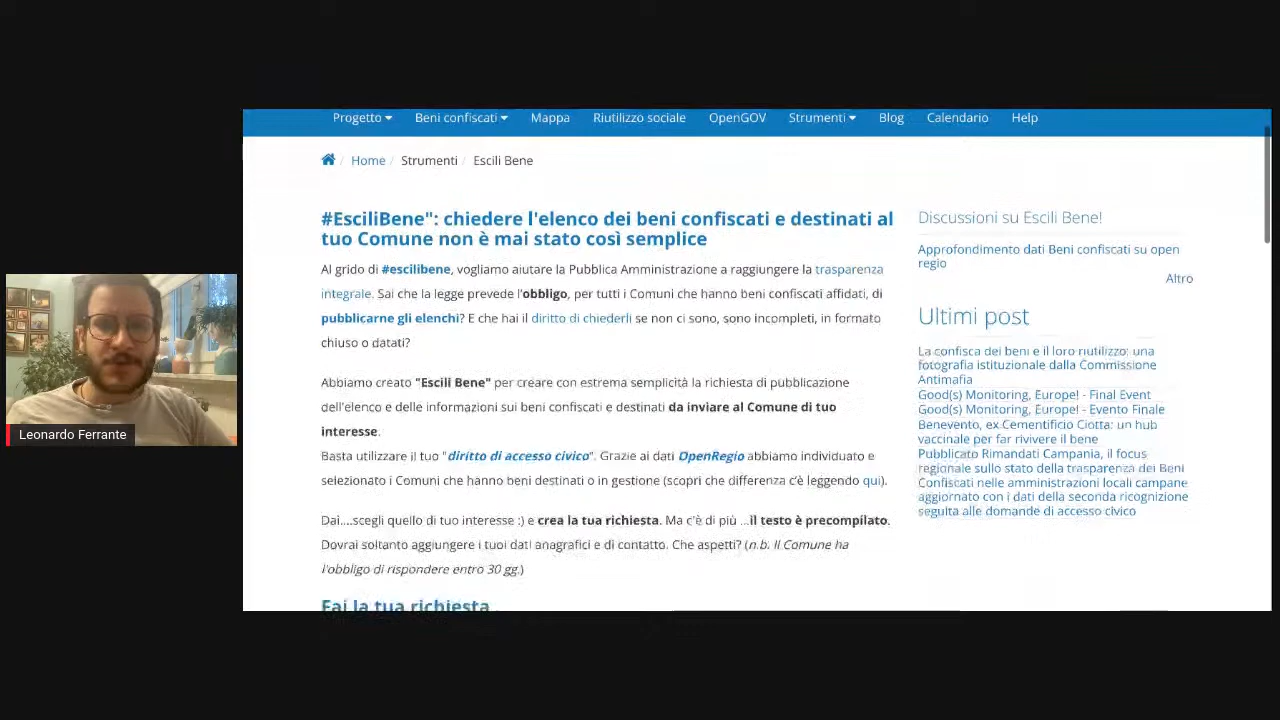 Progetto Beni confiscati Mappa Riutilizzo sociale OpenGOV Strumenti Blog Calendario Help
/ Home / Strumenti / Escili Bene
#EsciliBene": chiedere l'elenco dei beni confiscati e destinati al
tuo Comune non è mai stato così semplice
Al grido di #escilibene, vogliamo aiutare la Pubblica Amministrazione a raggiungere la trasparenza
integrale. Sai che la legge prevede l'obbligo, per tutti i Comuni che hanno beni confiscati affidati, di
pubblicarne gli elenchi? E che hai il diritto di chiederli se non ci sono, sono incompleti, in formato
chiuso o datati?
Abbiamo creato "Escili Bene" per creare con estrema semplicità la richiesta di pubblicazione
dell'elenco e delle informazioni sui beni confiscati e destinati da inviare al Comune di tuo
interesse.
Basta utilizzare il tuo "diritto di accesso civico". Grazie ai dati OpenRegio abbiamo individuato e
selezionato i Comuni che hanno beni destinati o in gestione (scopri che differenza c'è leggendo qui).
Dai....scegli quello di tuo interesse :) e crea la tua richiesta. Ma c'è di più ...il testo è precompilato.
Dovrai soltanto aggiungere i tuoi dati anagrafici e di contatto. Che aspetti? (n.b. Il Comune ha
l'obbligo di rispondere entro 30 gg.)
Fai la tua richiesta
Discussioni su Escili Bene!
Approfondimento dati Beni confiscati su open
regio
Altro
Ultimi post
La confisca dei beni e il loro riutilizzo: una
fotografia istituzionale dalla Commissione
Antimafia
Good(s) Monitoring, Europe! - Final Event
Good(s) Monitoring, Europe! - Evento Finale
Benevento, ex Cementificio Ciotta: un hub
vaccinale per far rivivere il bene
Pubblicato Rimandati Campania, il focus
regionale sullo stato della trasparenza dei Beni
Confiscati nelle amministrazioni locali campane
aggiornato con i dati della seconda ricognizione
seguita alle domande di accesso civico
Leonardo Ferrante